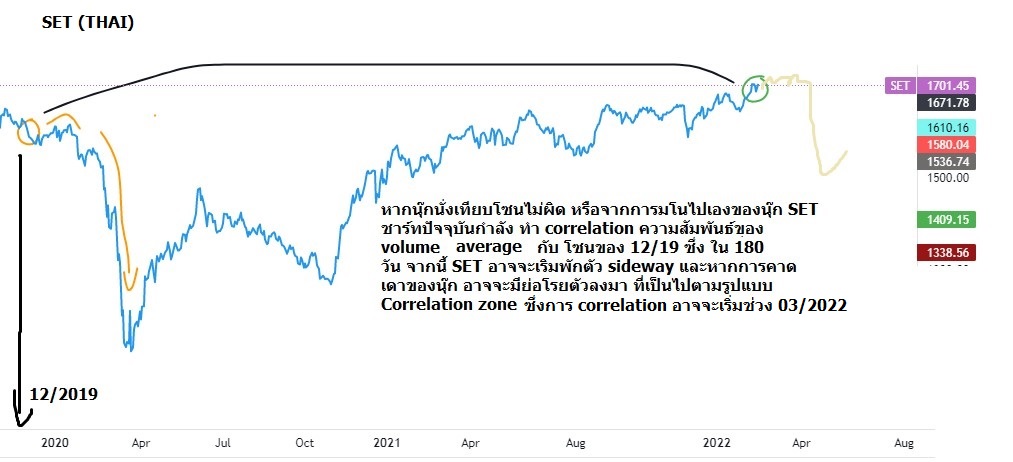 SET (THAI)
SET 1701.45
1671.78
1610.16
1580.04
1536.74
1500.00
1409.15
1338.56
หากนุ๊กนั่งเทียบโซนไม่ผิด หรือจากการมโนไปเองของนุ๊ก SET
ชาร์ทปัจจุบันกำลัง ทำ correlation ความสัมพันธ์ของ
volume average กับ โซนของ 12/19 ซึ่ง ใน 180
วัน จากนี้ SET อาจจะเริ่มพักตัว sideway และหากการคาด
เดาของนุ๊ก อาจจะมีย่อโรยตัวลงมา ที่เป็นไปตามรูปแบบ
Correlation zone ซึ่งการ correlation อาจจะเริ่มช่วง 03/2022
12/2019
2020 Apr Jul Oct 2021 Apr Aug 2022 Apr Aug